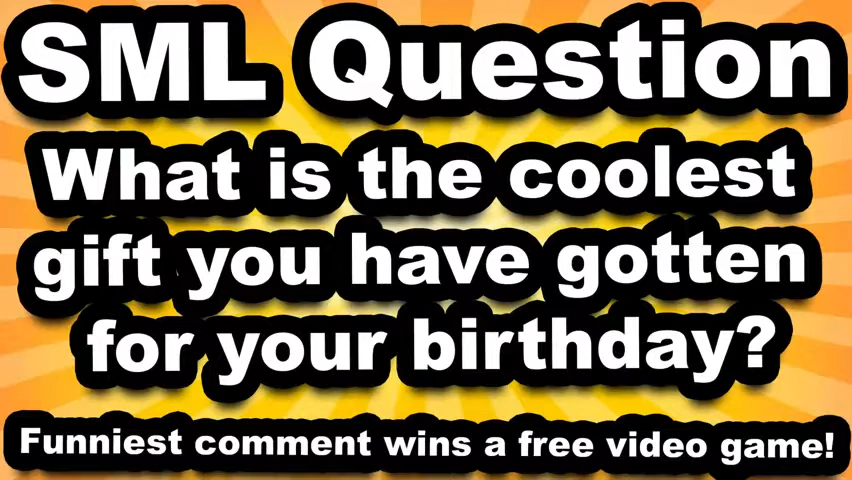 SML Question
What is the coolest
gift you have gotten
for your birthday?
Funniest comment wins a free video game!